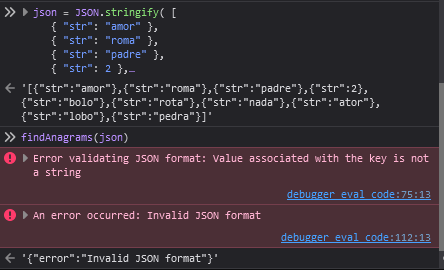 json = JSON.stringify( [
{ "str": "amor" },
{ "str": "roma" },
{ "str": "padre" },
{ "str": 2 },…
'[{"str":"amor"},{"str":"roma"},{"str":"padre"},{"str":2},
{"str":"bolo"},{"str":"rota"},{"str":"nada"},{"str":"ator"},
{"str":"lobo"},{"str":"pedra"}]'
findAnagrams(json)
Error validating JSON format: Value associated with the key is not
a string
debugger eval code:75:13
An error occurred: Invalid JSON format
debugger eval code:112:13
'{"error":"Invalid JSON format"}'